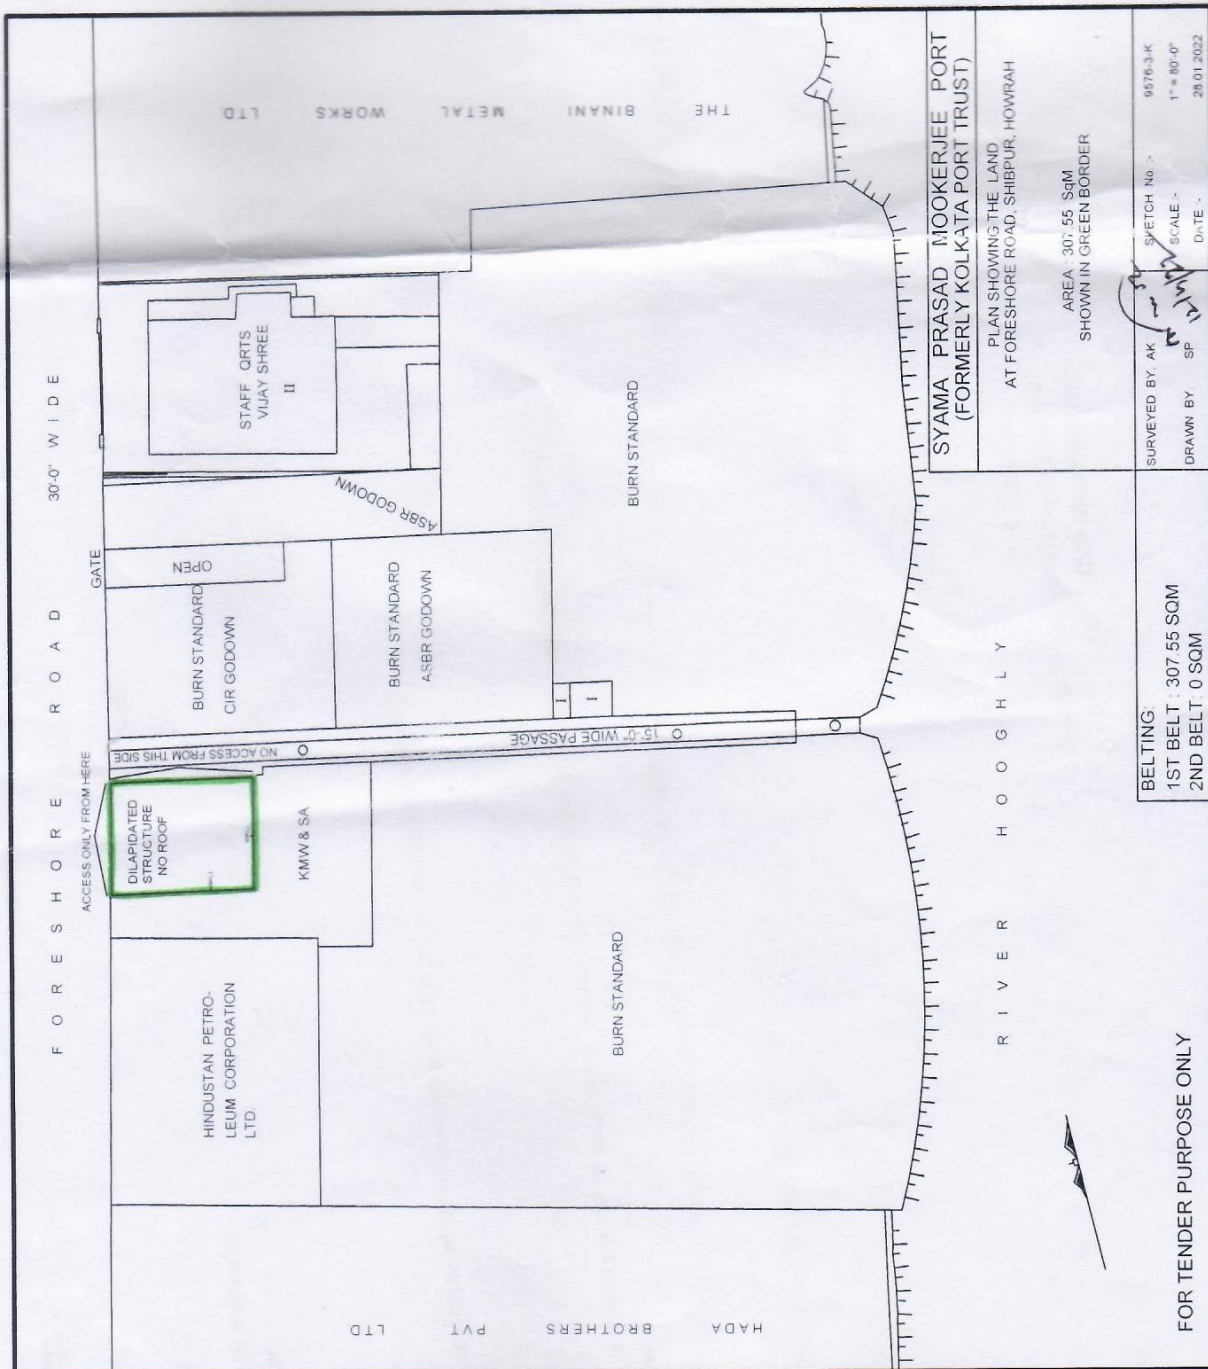 FORESHORE ROAD 30'-0" WIDE
ACCESS ONLY FROM HERE
GATE
HADA BROTHERS PVT LTD
HINDUSTAN PETRO-
LEUM CORPORATION
LTD
DILAPIDATED
STRUCTURE
NO ROOF
KMW & SA
NO ACCESS FROM THIS SIDE
15'-0" WIDE PASSAGE
BURN STANDARD
CIR GODOWN
OPEN
BURN STANDARD
ASBR GODOWN
I
I
ASBR GODOWN
STAFF QRTS
VIJAY SHREE
II
THE BINANI METAL WORKS LTD
BURN STANDARD
BURN STANDARD
RIVER HOOGHLY
SYAMA PRASAD MOOKERJEE PORT
(FORMERLY KOLKATA PORT TRUST)
PLAN SHOWING THE LAND
AT FORESHORE ROAD, SHIBPUR, HOWRAH
AREA : 307.55 SqM
SHOWN IN GREEN BORDER
SURVEYED BY. AK
DRAWN BY. SP
SKETCH No. :- 9576-3-K
SCALE :- 1" = 80'-0"
DATE :- 28.01.2022
BELTING:
1ST BELT : 307.55 SQM
2ND BELT: 0 SQM
FOR TENDER PURPOSE ONLY